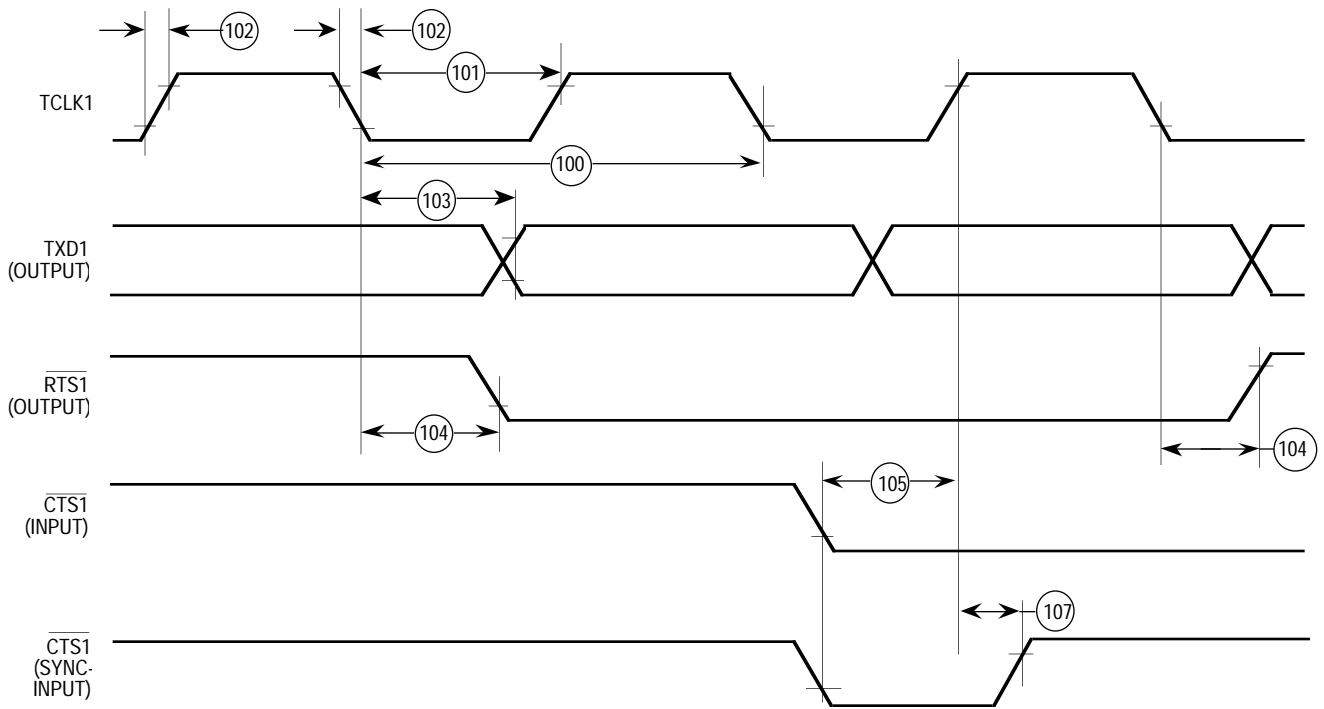 102
102
101
TCLK1
100
103
TXD1
(OUTPUT)
RTS1
(OUTPUT)
104
104
CTS1
(INPUT)
105
107
CTS1
(SYNC-
INPUT)